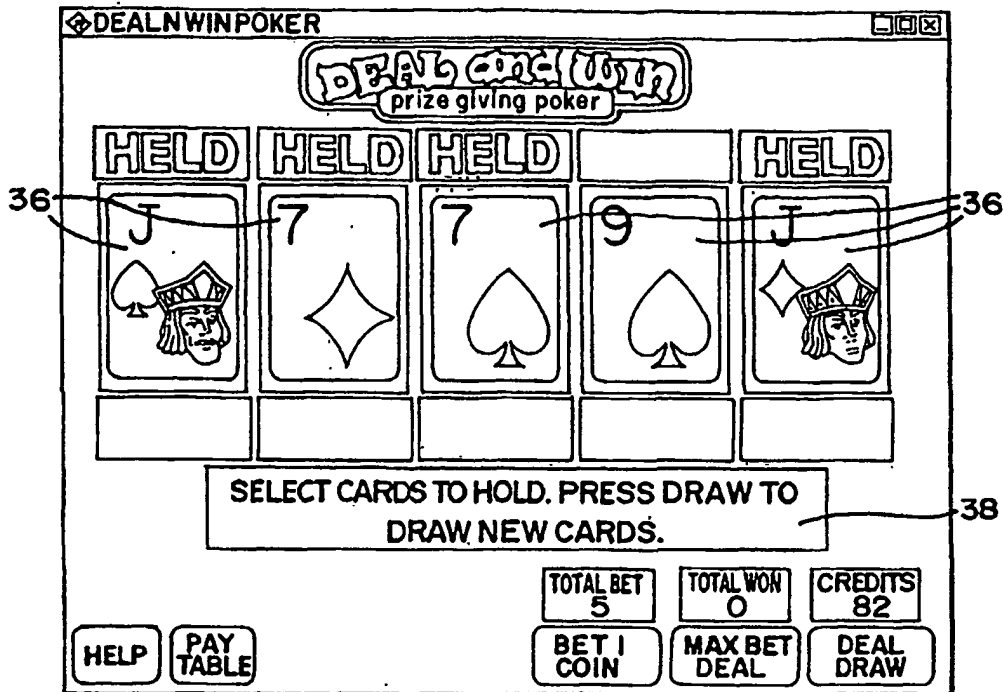 DEALNWINPOKER
DEAL and Win
prize giving poker
HELD HELD HELD HELD
36 J 7 7 9 J 36
SELECT CARDS TO HOLD. PRESS DRAW TO
DRAW NEW CARDS.
38
TOTAL BET TOTAL WON CREDITS
5 0 82
HELP PAY TABLE BET 1 COIN MAX BET DEAL DEAL DRAW